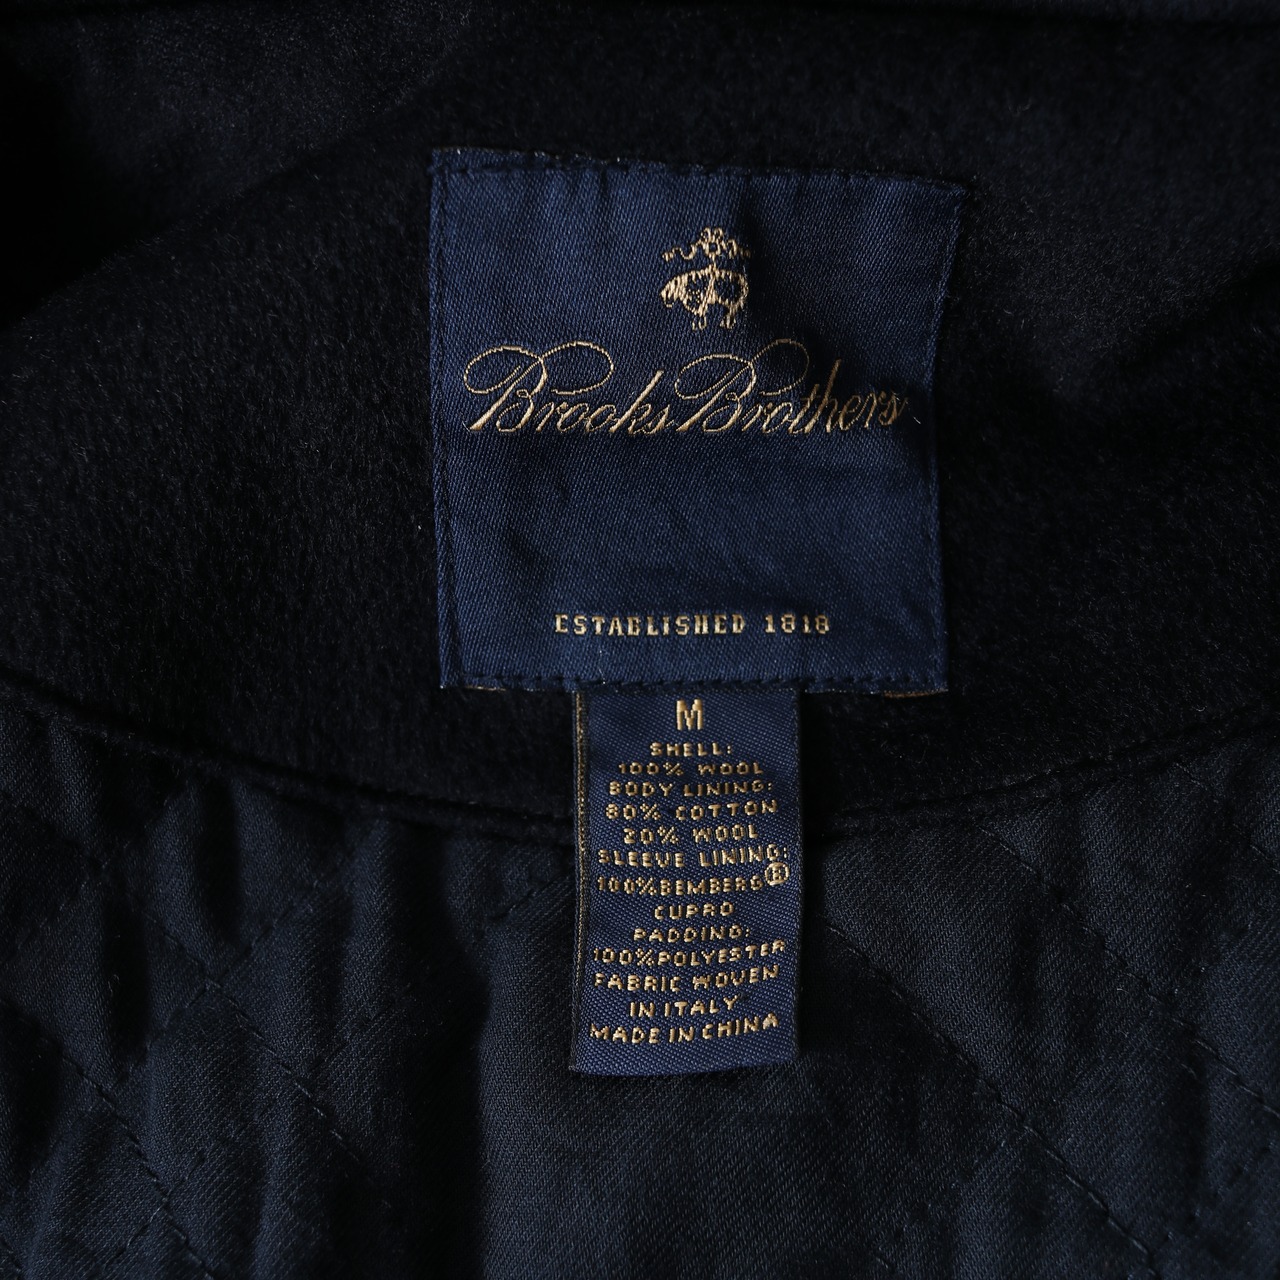 Brooks Brothers
ESTABLISHED 1818
M
SHELL:
100% WOOL
BODY LINING:
80% COTTON
20% WOOL
SLEEVE LINING:
100%BEMBERG®
CUPRO
PADDING:
100%POLYESTER
FABRIC WOVEN
IN ITALY
MADE IN CHINA